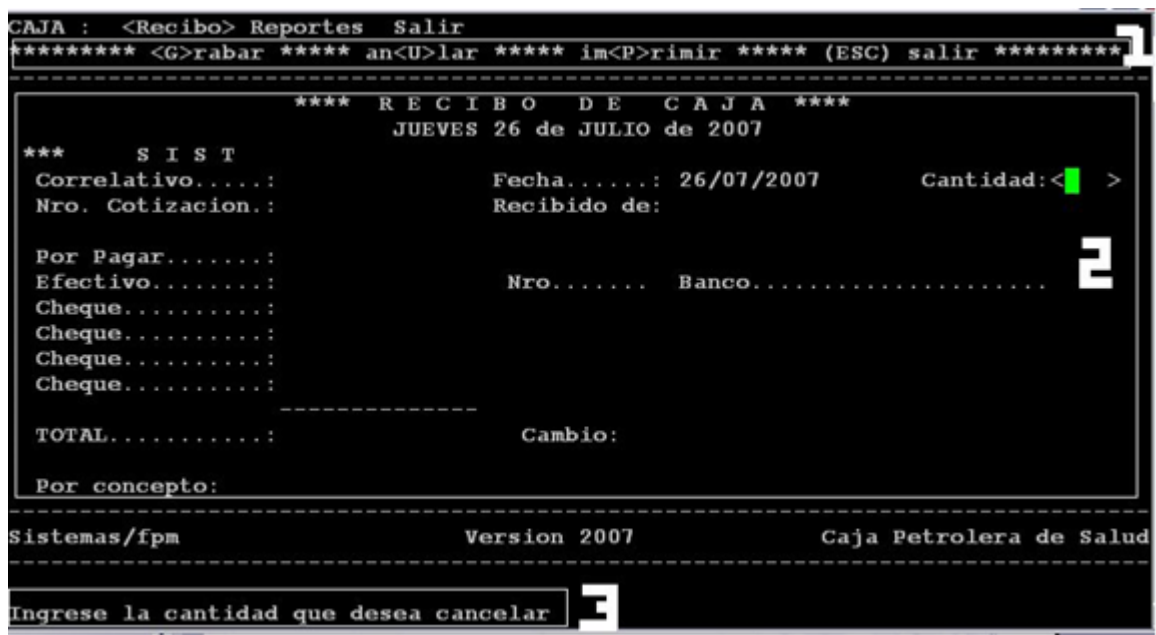 CAJA :  <Recibo> Reportes  Salir
********* <G>rabar ***** an<U>lar ***** im<P>rimir ***** (ESC) salir ********* 1
**** R E C I B O  D E  C A J A ****
JUEVES 26 de JULIO de 2007
***  S I S T
Correlativo.....: Fecha......: 26/07/2007 Cantidad:< >
Nro. Cotizacion.: Recibido de:
Por Pagar.......: 2
Efectivo........: Nro....... Banco.....................
Cheque..........:
Cheque..........:
Cheque..........:
Cheque..........:
--------------
TOTAL...........: Cambio:
Por concepto:
Sistemas/fpm Version 2007 Caja Petrolera de Salud
Ingrese la cantidad que desea cancelar 3